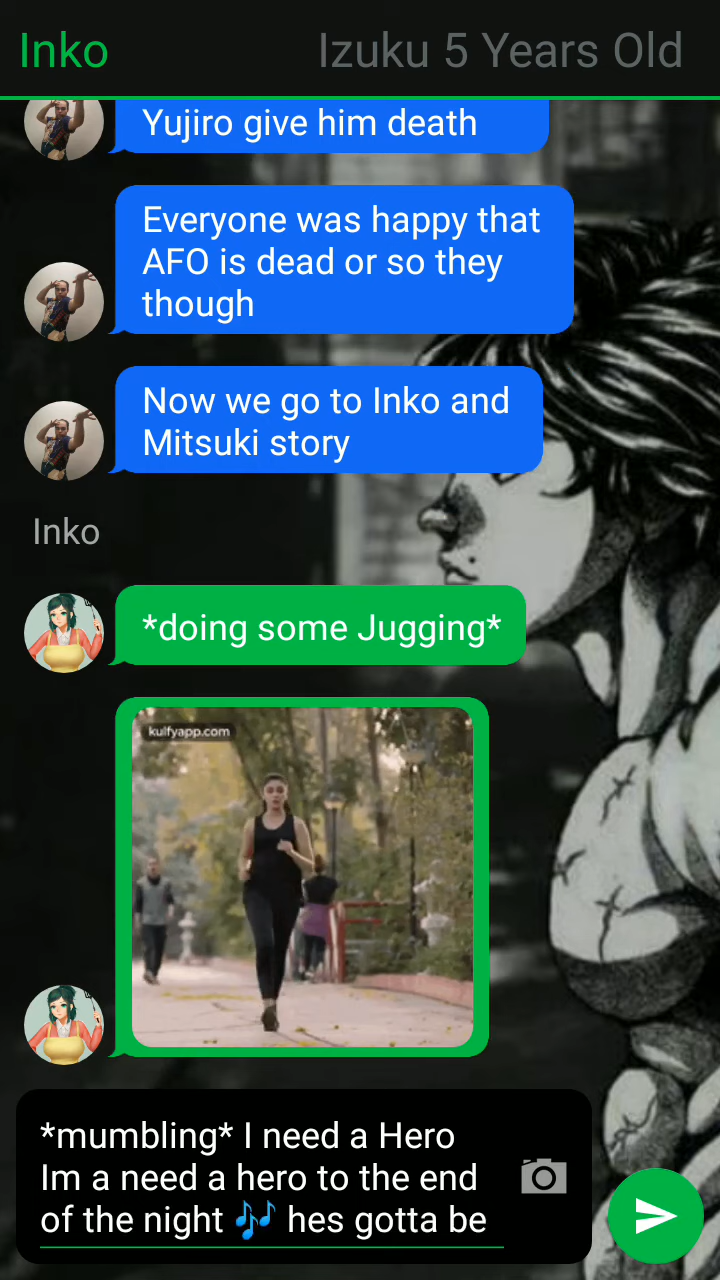 Inko Izuku 5 Years Old
Yujiro give him death
Everyone was happy that
AFO is dead or so they
though
Now we go to Inko and
Mitsuki story
Inko
*doing some Jugging*
kulfyapp.com
*mumbling* I need a Hero
Im a need a hero to the end
of the night 🎶 hes gotta be